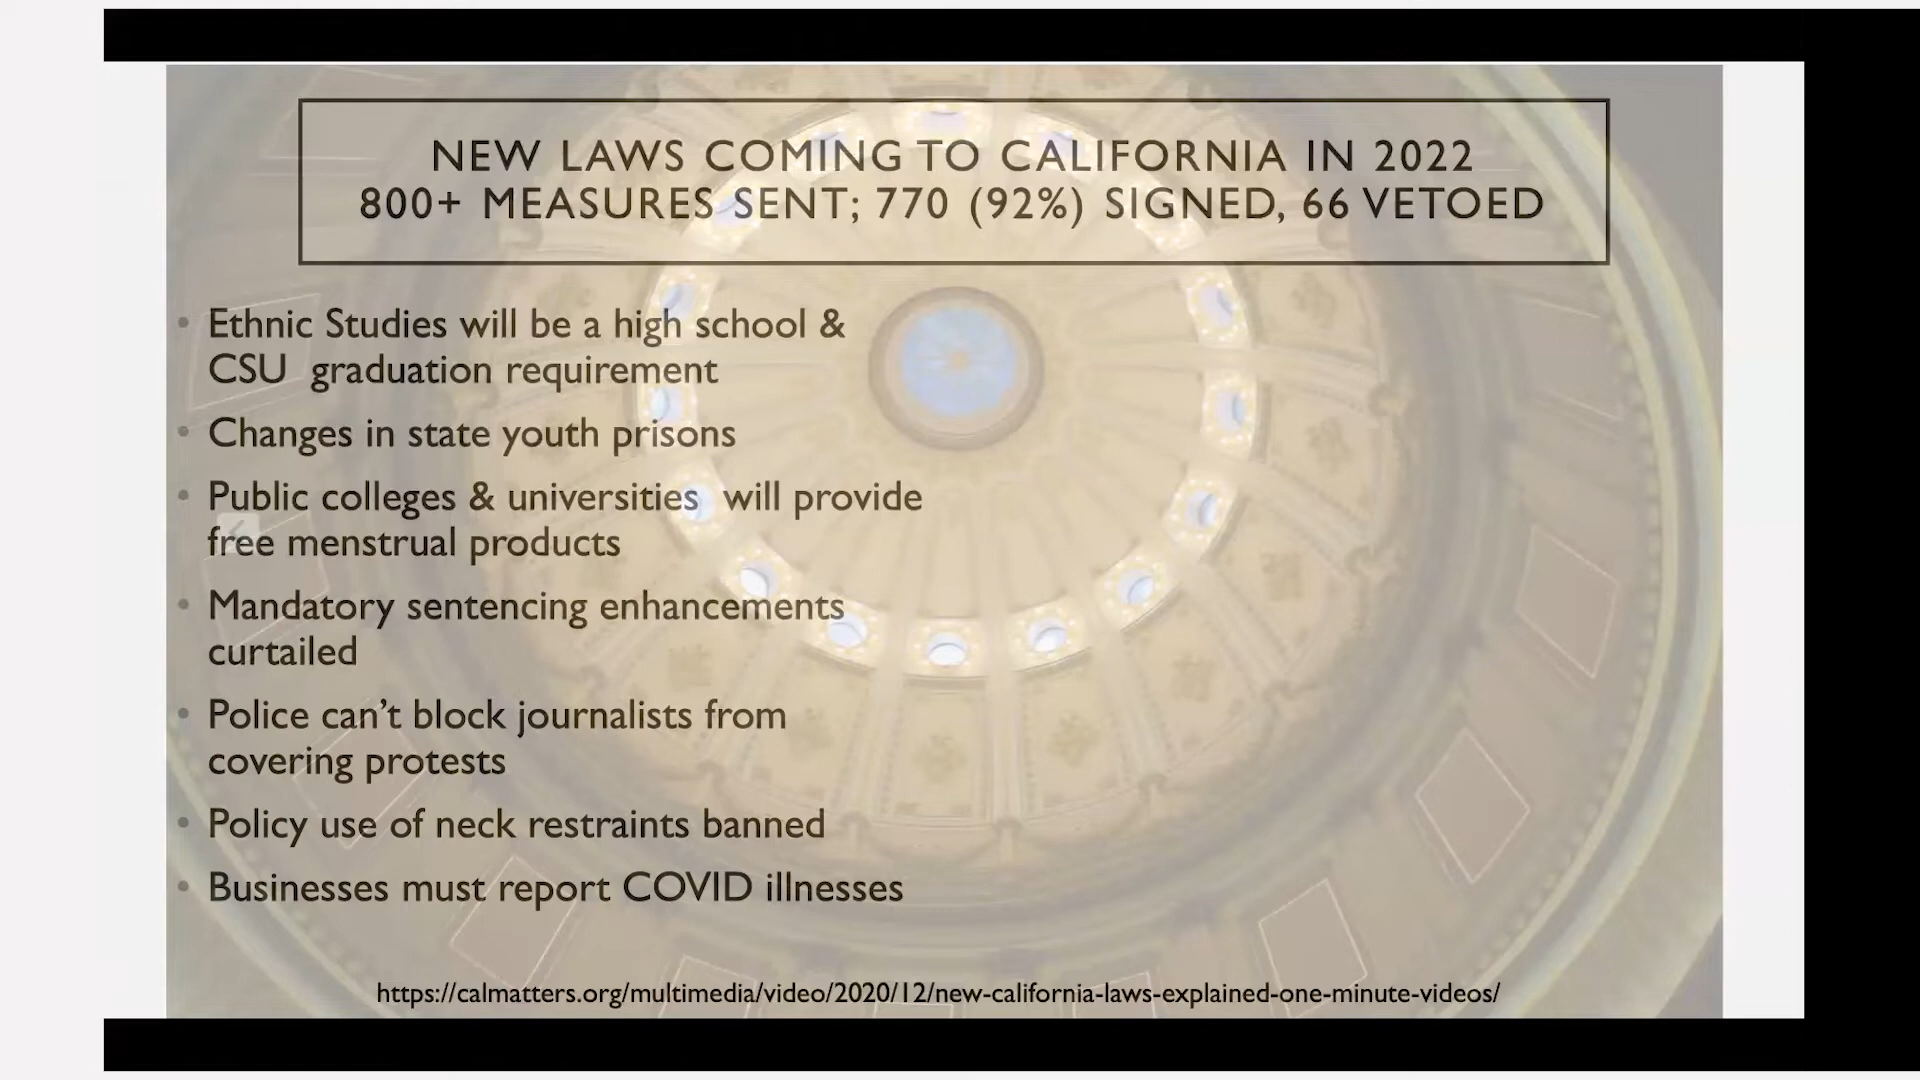 NEW LAWS COMING TO CALIFORNIA IN 2022
800+ MEASURES SENT; 770 (92%) SIGNED, 66 VETOED
• Ethnic Studies will be a high school &
CSU graduation requirement
• Changes in state youth prisons
• Public colleges & universities will provide
free menstrual products
• Mandatory sentencing enhancements
curtailed
• Police can't block journalists from
covering protests
• Policy use of neck restraints banned
• Businesses must report COVID illnesses
https://calmatters.org/multimedia/video/2020/12/new-california-laws-explained-one-minute-videos/